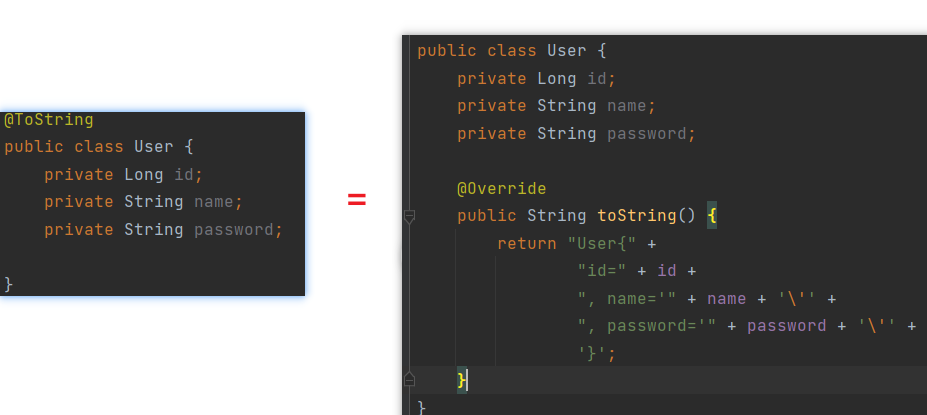 @ToString
public class User {
    private Long id;
    private String name;
    private String password;
}
=
public class User {
    private Long id;
    private String name;
    private String password;
    @Override
    public String toString() {
        return "User{" +
                "id=" + id +
                ", name='" + name + '\'' +
                ", password='" + password + '\'' +
                '}';
    }
}